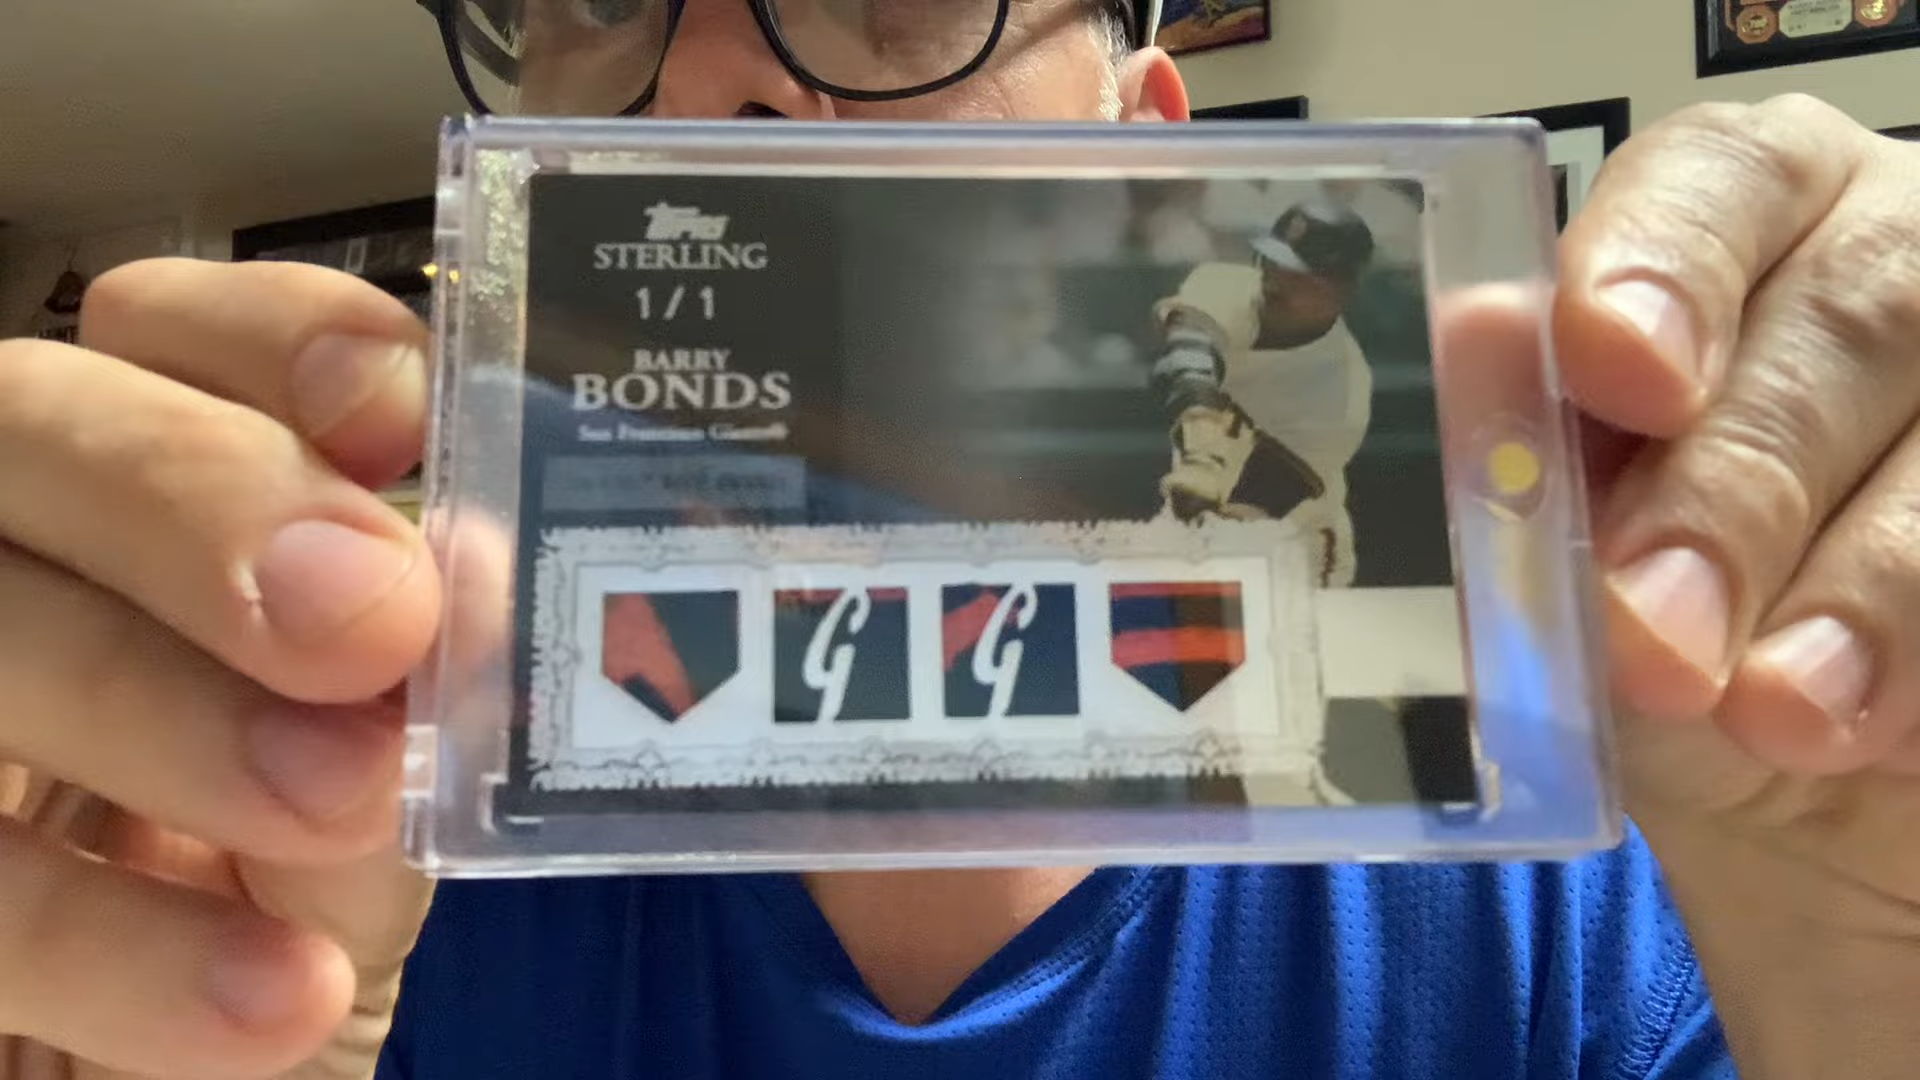 Topps
STERLING
1/1
BARRY
BONDS
San Francisco Giants®
G G